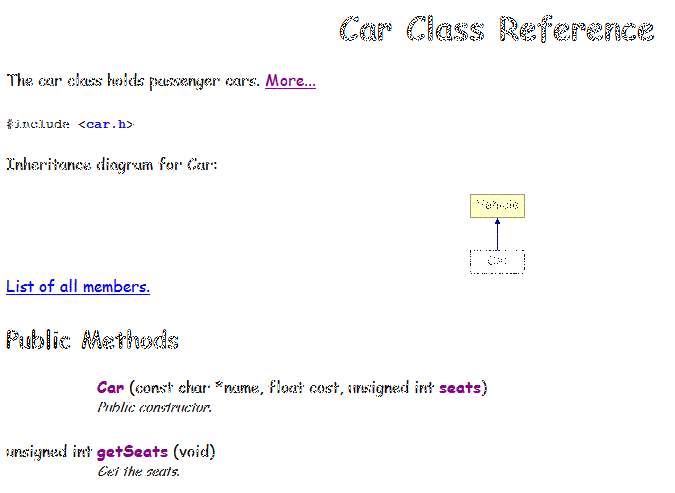 Car Class Reference
The car class holds passenger cars. More...
#include <car.h>
Inheritance diagram for Car:
Vehicle
Car
List of all members.
Public Methods
Car (const char *name, float cost, unsigned int seats)
Public constructor.
unsigned int getSeats (void)
Get the seats.